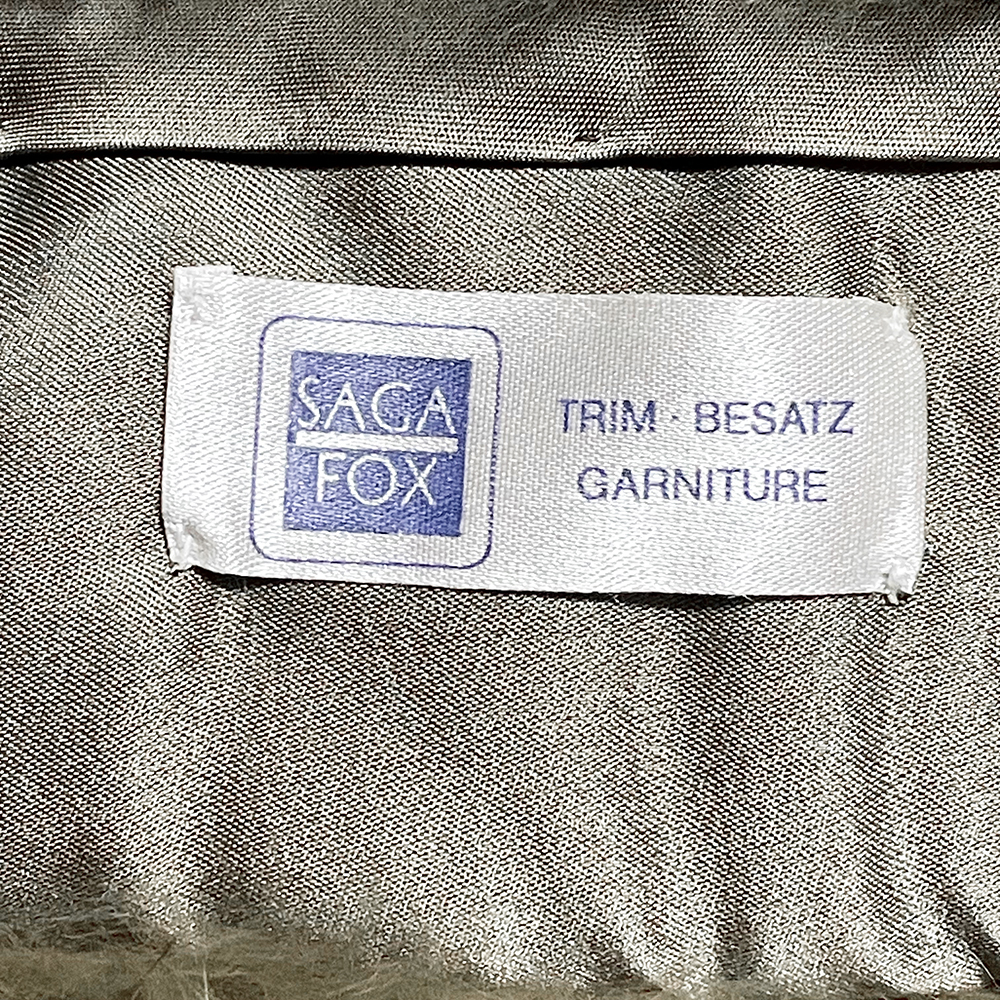 SAGA
FOX
TRIM · BESATZ
GARNITURE